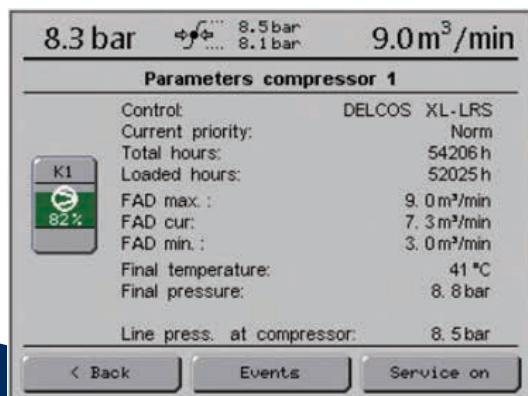 8.3 bar 8.5 bar 9.0 m³/min
8.1 bar
Parameters compressor 1
Control: DELCOS XL-LRS
Current priority: Norm
Total hours: 54206 h
Loaded hours: 52025 h
K1
82%
FAD max. : 9. 0 m³/min
FAD cur: 7. 3 m³/min
FAD min. : 3. 0 m³/min
Final temperature: 41 °C
Final pressure: 8. 8 bar
Line press. at compressor: 8. 5 bar
< Back Events Service on